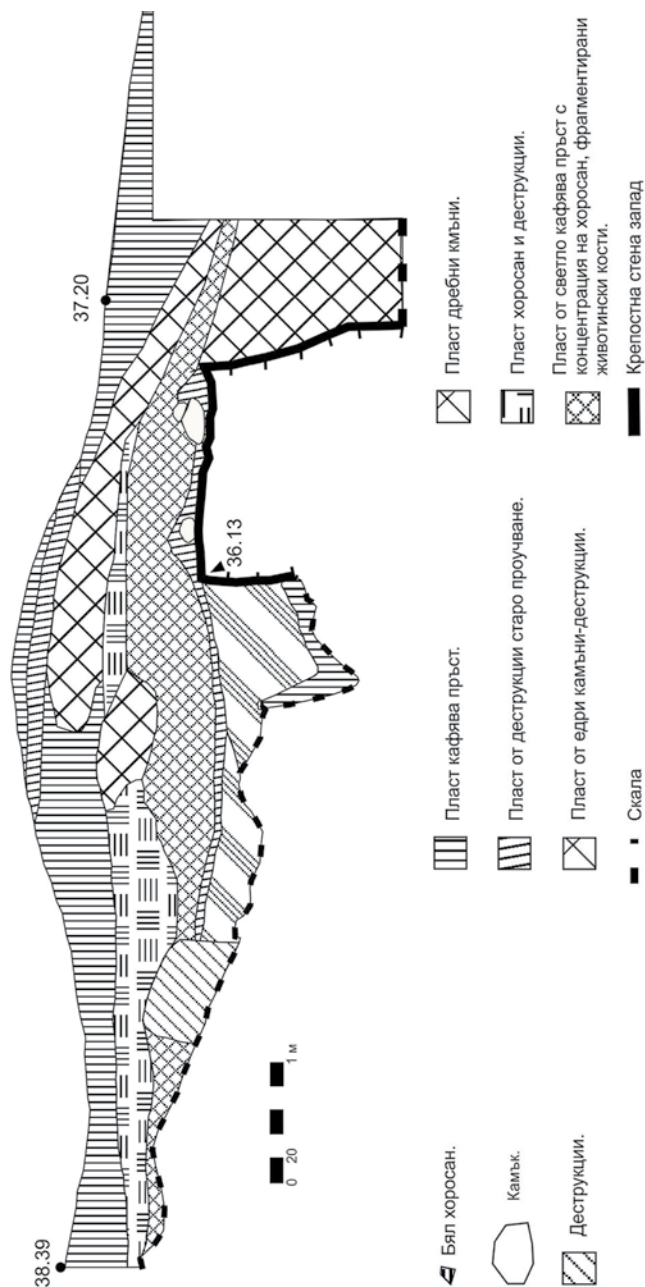 38.39
37.20
36.13
0 20
1 м
Бял хоросан.
Камък.
Деструкции.
Пласт кафява пръст.
Пласт от деструкции старо проучване.
Пласт от едри камъни-деструкции.
Скала
Пласт дребни кмъни.
Пласт хоросан и деструкции.
Пласт от светло кафява пръст с
концентрация на хоросан, фрагментирани
животински кости.
Крепостна стена запад